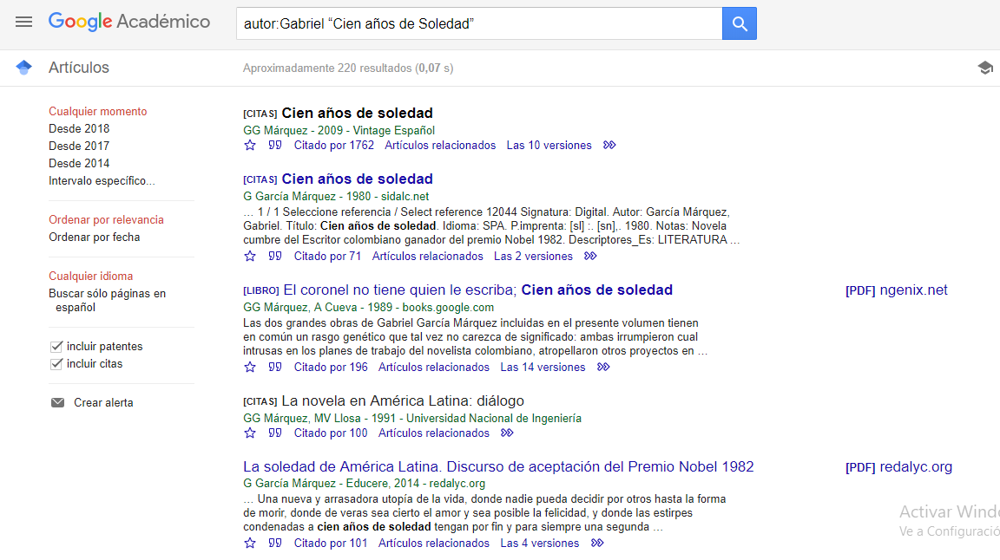 Google Académico
autor:Gabriel “Cien años de Soledad”
Artículos
Aproximadamente 220 resultados (0,07 s)
Cualquier momento
Desde 2018
Desde 2017
Desde 2014
Intervalo específico...
Ordenar por relevancia
Ordenar por fecha
Cualquier idioma
Buscar sólo páginas en
español
incluir patentes
incluir citas
Crear alerta
[CITAS] Cien años de soledad
GG Márquez - 2009 - Vintage Español
Citado por 1762 Artículos relacionados Las 10 versiones
[CITAS] Cien años de soledad
G García Márquez - 1980 - sidalc.net
... 1 / 1 Seleccione referencia / Select reference 12044 Signatura: Digital. Autor: García Márquez,
Gabriel. Título: Cien años de soledad. Idioma: SPA. P.imprenta: [sl] :. [sn],. 1980. Notas: Novela
cumbre del Escritor colombiano ganador del premio Nobel 1982. Descriptores_Es: LITERATURA ...
Citado por 71 Artículos relacionados Las 2 versiones
[LIBRO] El coronel no tiene quien le escriba; Cien años de soledad
[PDF] ngenix.net
GG Márquez, A Cueva - 1989 - books.google.com
Las dos grandes obras de Gabriel García Márquez incluidas en el presente volumen tienen
en común un rasgo genético que tal vez no carezca de significado: ambas irrumpieron cual
intrusas en los planes de trabajo del novelista colombiano, atropellaron otros proyectos en ...
Citado por 196 Artículos relacionados Las 14 versiones
[CITAS] La novela en América Latina: diálogo
GG Márquez, MV Llosa - 1991 - Universidad Nacional de Ingeniería
Citado por 100 Artículos relacionados
La soledad de América Latina. Discurso de aceptación del Premio Nobel 1982
[PDF] redalyc.org
G García Márquez - Educere, 2014 - redalyc.org
... Una nueva y arrasadora utopía de la vida, donde nadie pueda decidir por otros hasta la forma
de morir, donde de veras sea cierto el amor y sea posible la felicidad, y donde las estirpes
condenadas a cien años de soledad tengan por fin y para siempre una segunda ...
Citado por 101 Artículos relacionados Las 4 versiones
Activar Windo
Ve a Configuració